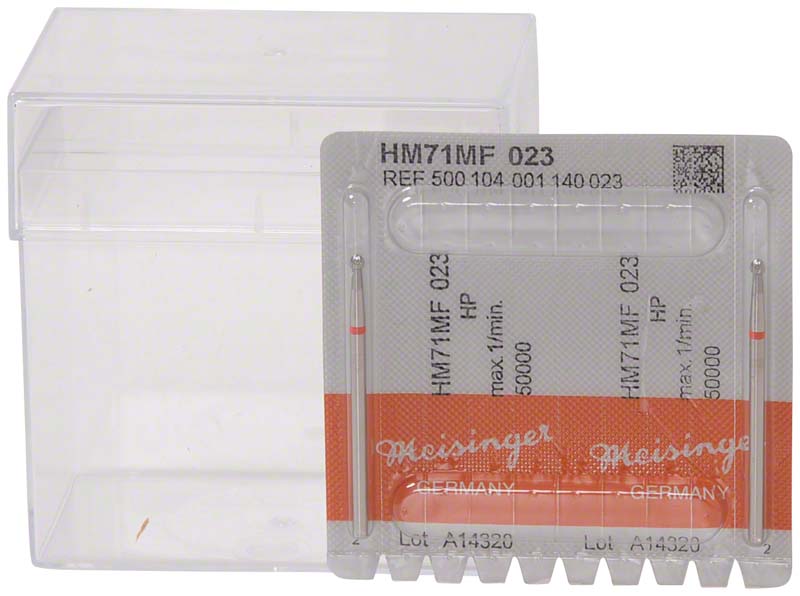 HM71MF 023
REF 500 104 001 140 023
HM71MF 023
HP
max. 1/min.
50000
HM71MF 023
HP
max. 1/min.
50000
Meisinger
GERMANY
Meisinge
GERMANY
Lot A14320
Lot A14320
2
2